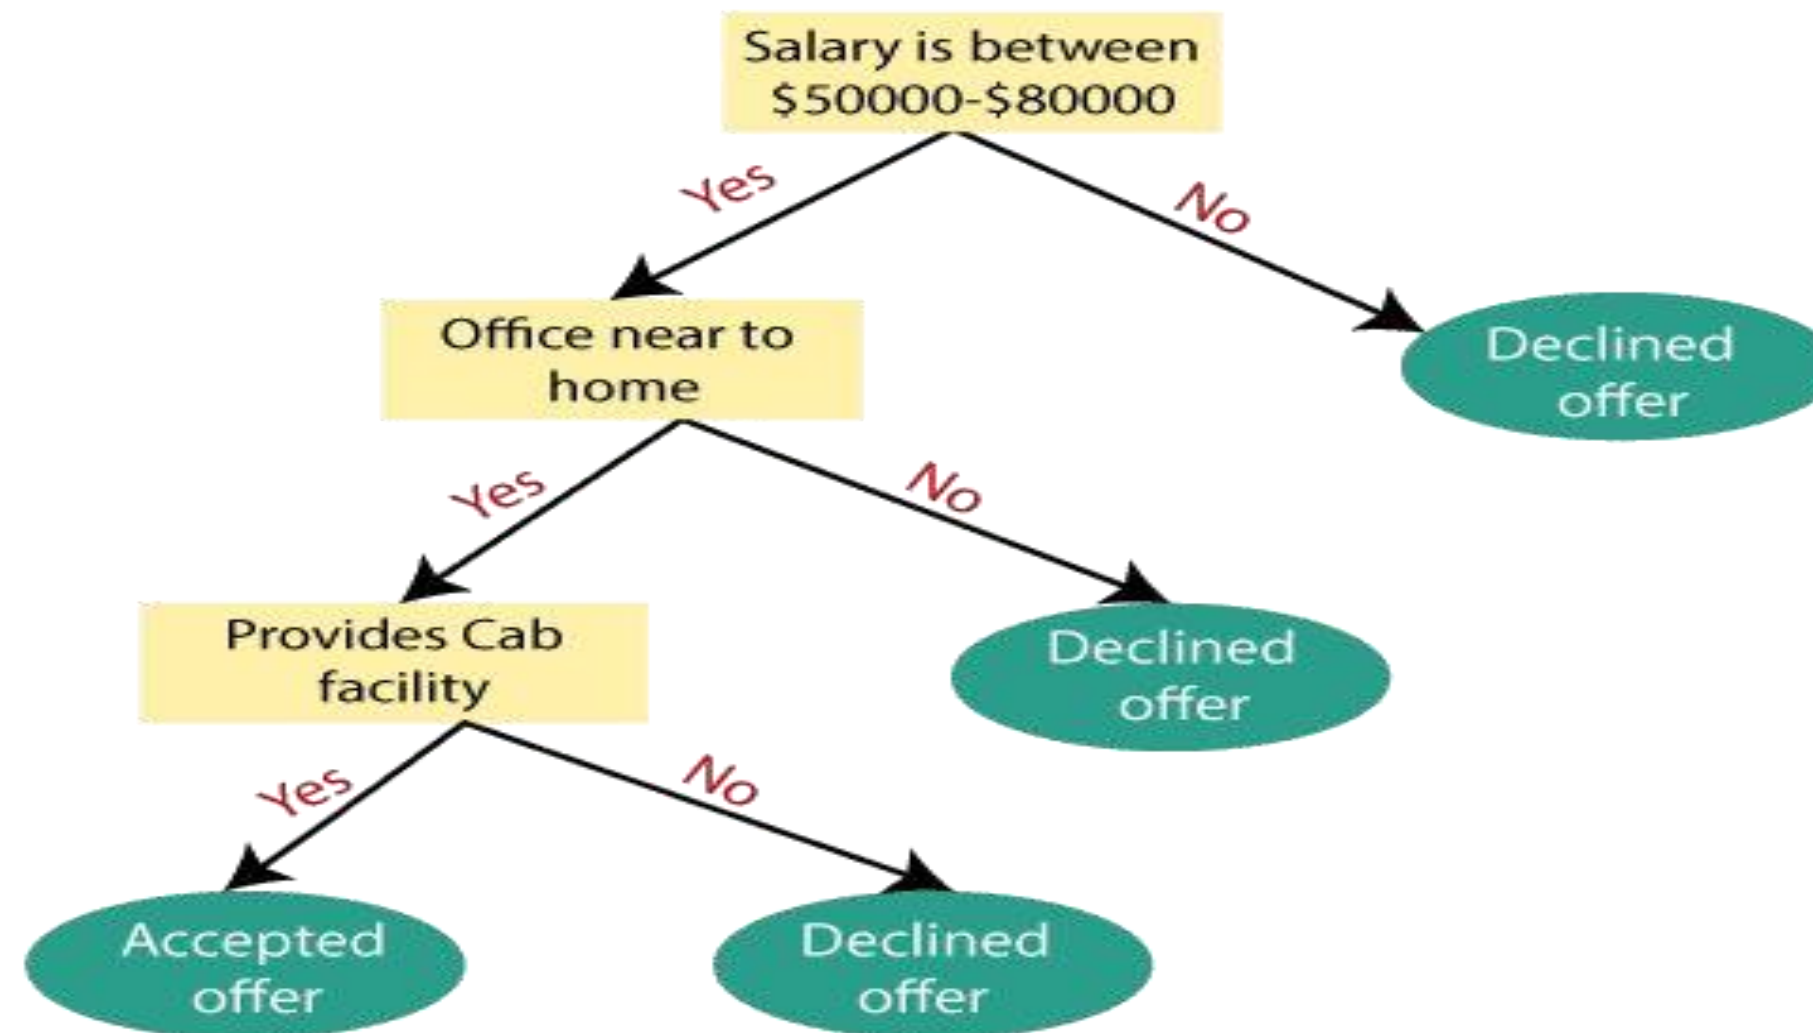 Salary is between
$50000-$80000
Yes
No
Office near to
home
Declined
offer
Yes
No
Provides Cab
facility
Declined
offer
Yes
No
Accepted
offer
Declined
offer